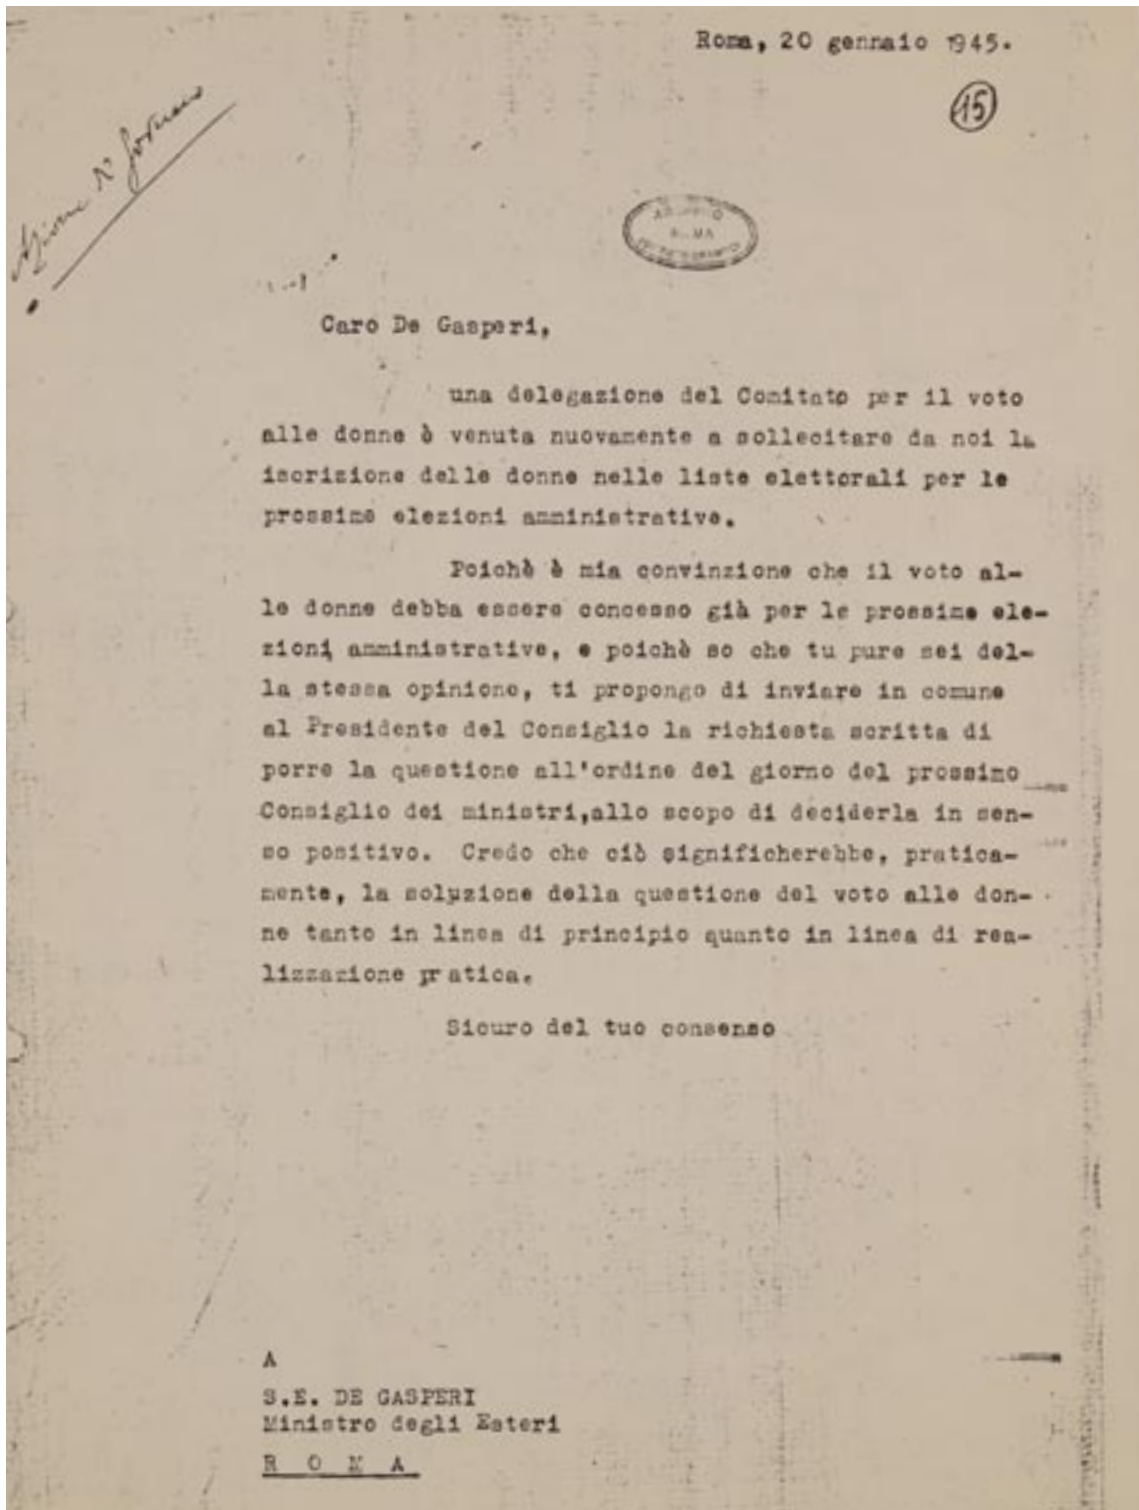 Roma, 20 gennaio 1945.
15
Azione di governo
ROMA
Caro De Gasperi,
una delegazione del Comitato per il voto
alle donne è venuta nuovamente a sollecitare da noi la
iscrizione delle donne nelle liste elettorali per le
prossime elezioni amministrative.
Poichè è mia convinzione che il voto al-
le donne debba essere concesso già per le prossime ele-
zioni amministrative, e poichè so che tu pure sei del-
la stessa opinione, ti propongo di inviare in comune
al Presidente del Consiglio la richiesta scritta di
porre la questione all'ordine del giorno del prossimo
Consiglio dei ministri,allo scopo di deciderla in sen-
so positivo. Credo che ciò significherebbe, pratica-
mente, la soluzione della questione del voto alle don-
ne tanto in linea di principio quanto in linea di rea-
lizzazione pratica.
Sicuro del tuo consenso
A
S.E. DE GASPERI
Ministro degli Esteri
R O M A